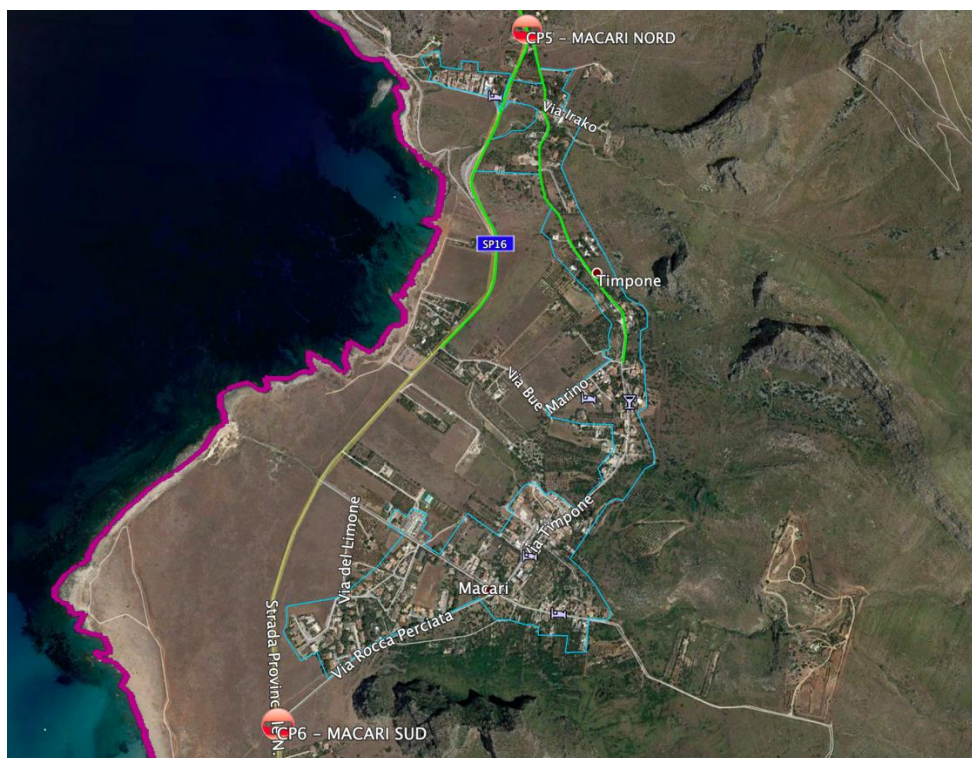 CP5 - MACARI NORD
Via Irako
SP16
Timpone
Via Bue
Marino
Via Timpone
Via del Limone
Macari
Via Rocca Perciata
Strada Provinc
le N.
CP6 - MACARI SUD